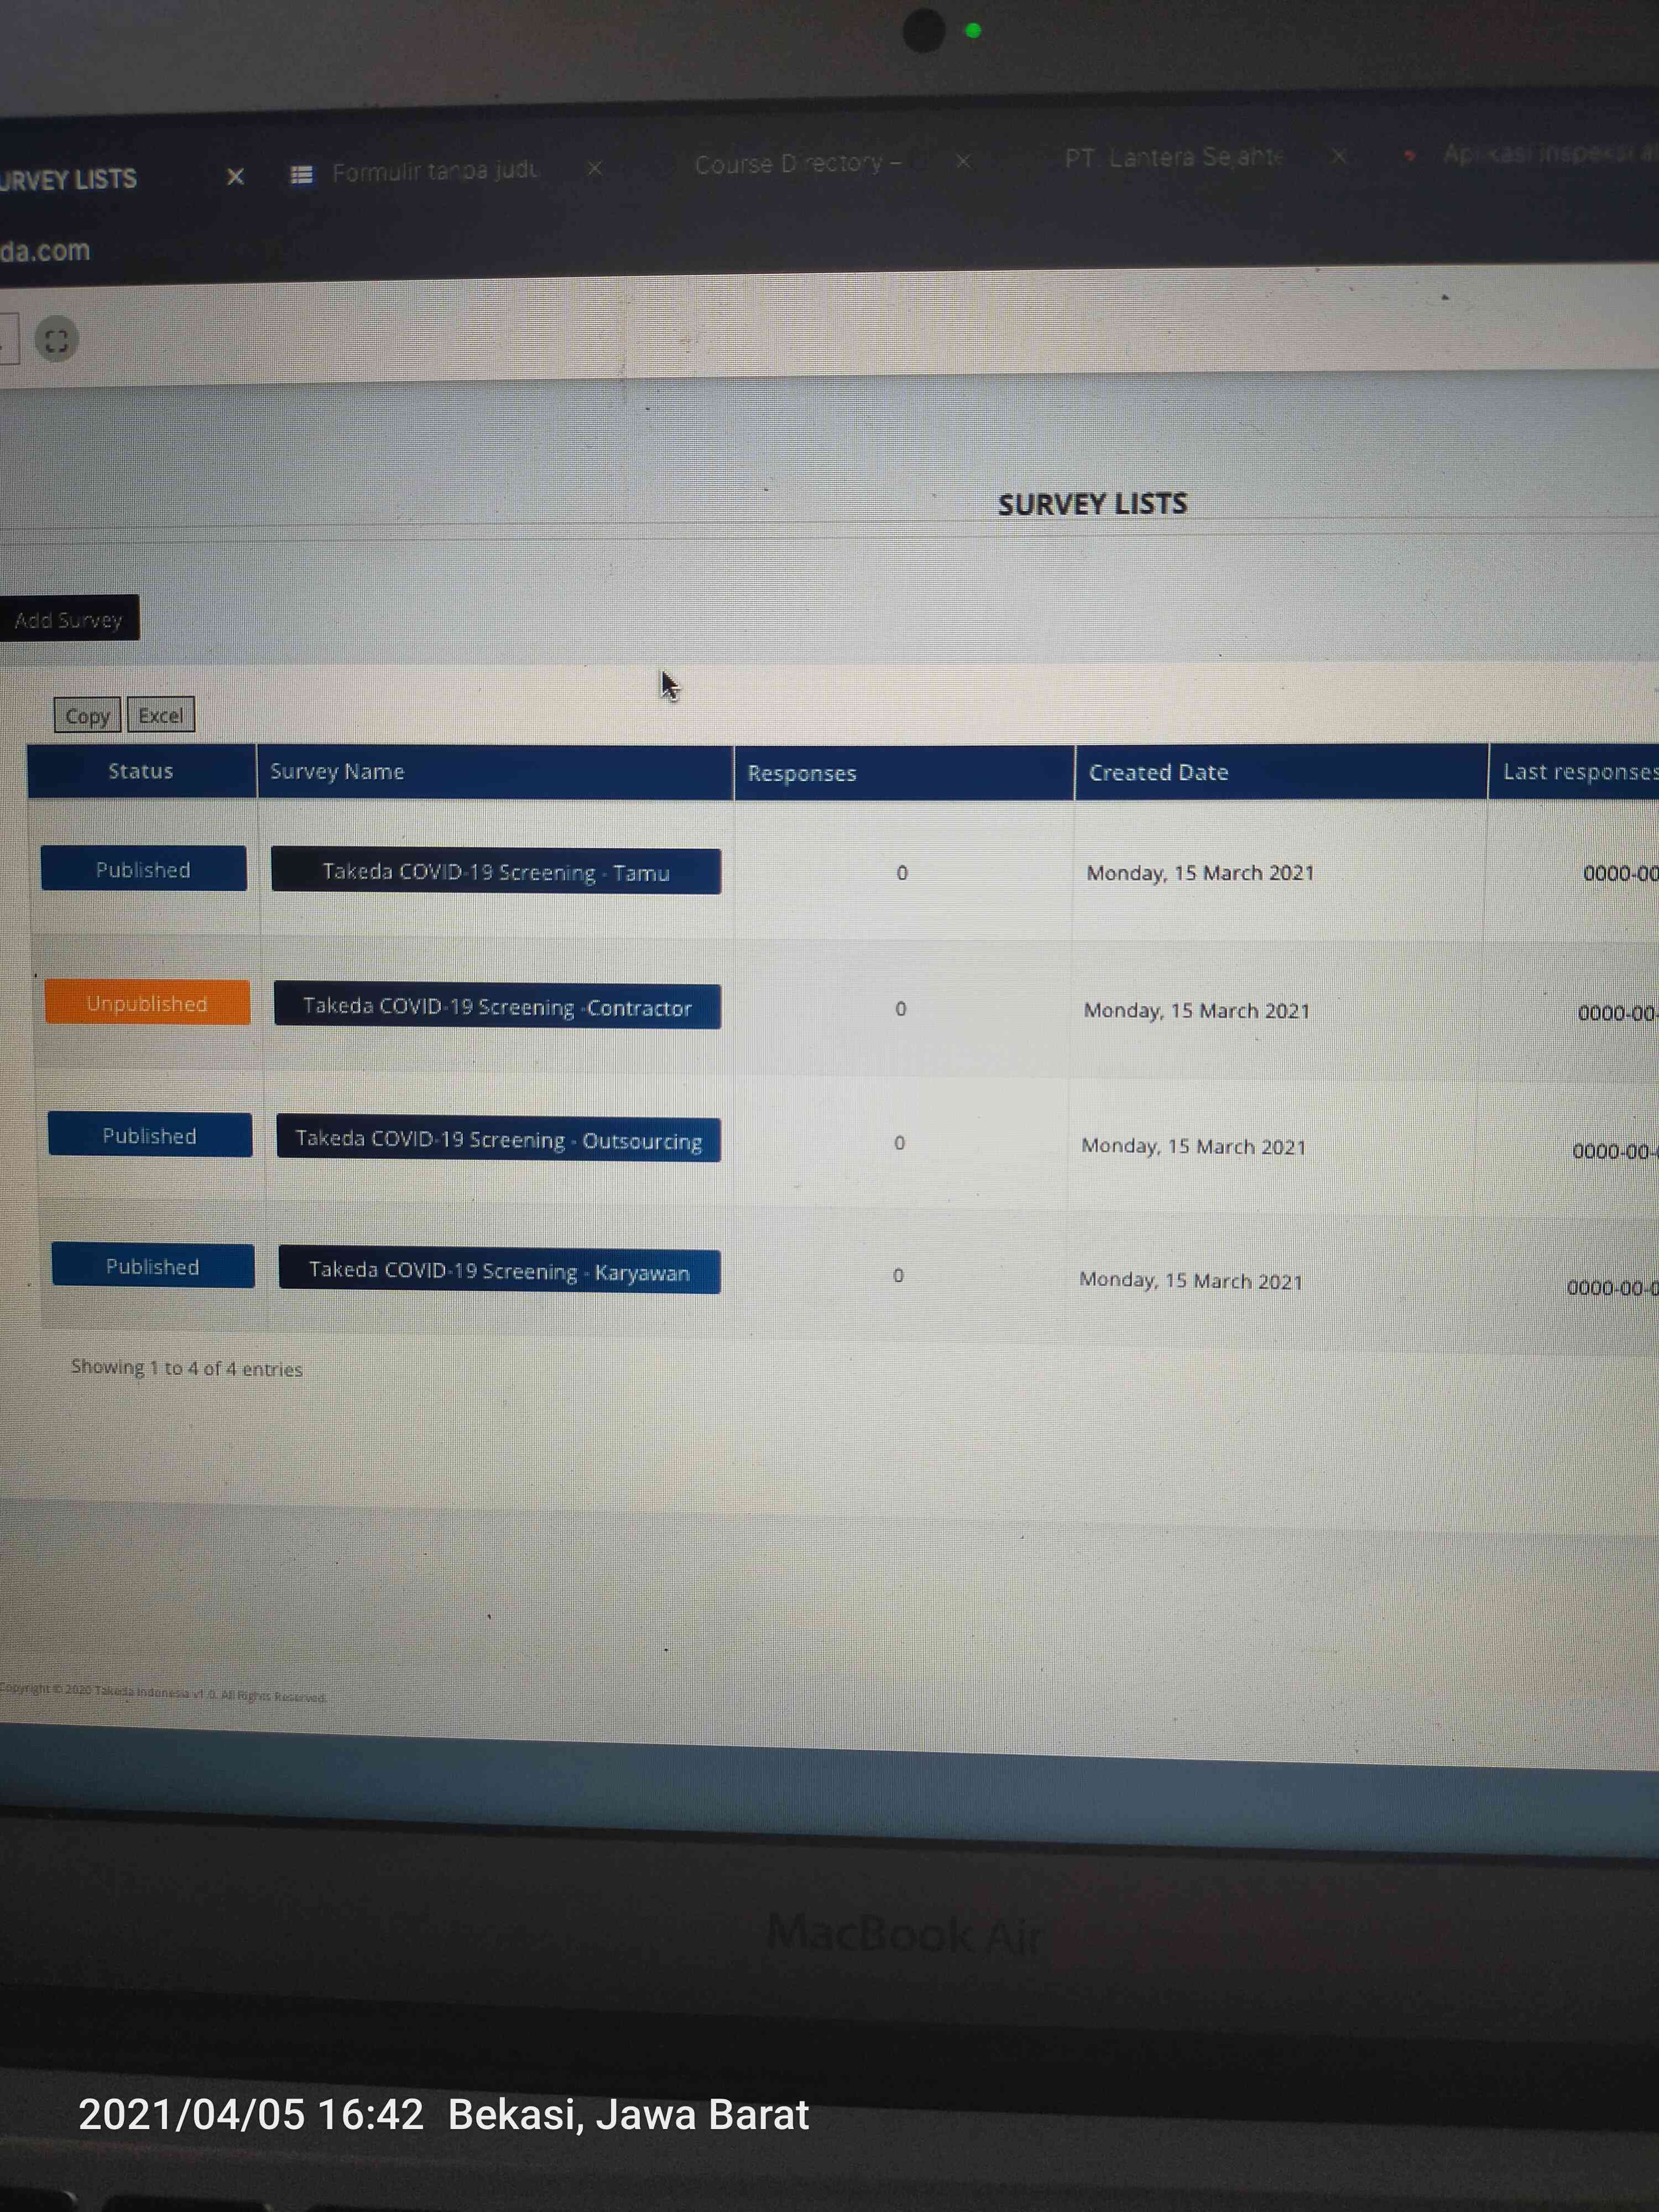 URVEY LISTS
Formulir tanpa judu
Course Directory –
PT. Lantera Sejahte
Aplikasi inspeksi a
da.com
SURVEY LISTS
Add Survey
Copy Excel
Status Survey Name Responses Created Date Last responses
Published Takeda COVID-19 Screening - Tamu 0 Monday, 15 March 2021 0000-00
Unpublished Takeda COVID-19 Screening -Contractor 0 Monday, 15 March 2021 0000-00-
Published Takeda COVID-19 Screening - Outsourcing 0 Monday, 15 March 2021 0000-00-
Published Takeda COVID-19 Screening - Karyawan 0 Monday, 15 March 2021 0000-00-0
Showing 1 to 4 of 4 entries
Copyright © 2020 Takeda Indonesia v1.0. All Rights Reserved.
MacBook Air
2021/04/05 16:42 Bekasi, Jawa Barat